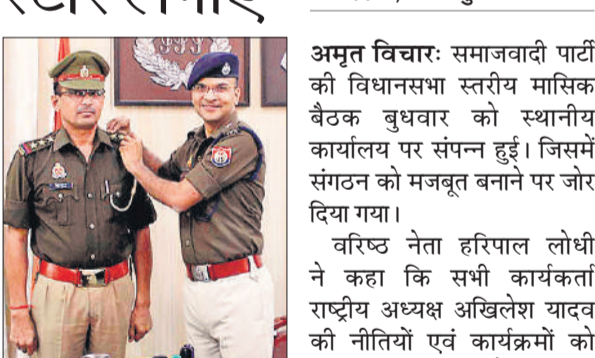 स्टार लगाए
अमृत विचारः समाजवादी पार्टी
की विधानसभा स्तरीय मासिक
बैठक बुधवार को स्थानीय
कार्यालय पर संपन्न हुई। जिसमें
संगठन को मजबूत बनाने पर जोर
दिया गया।
वरिष्ठ नेता हरिपाल लोधी
ने कहा कि सभी कार्यकर्ता
राष्ट्रीय अध्यक्ष अखिलेश यादव
की नीतियों एवं कार्यक्रमों को